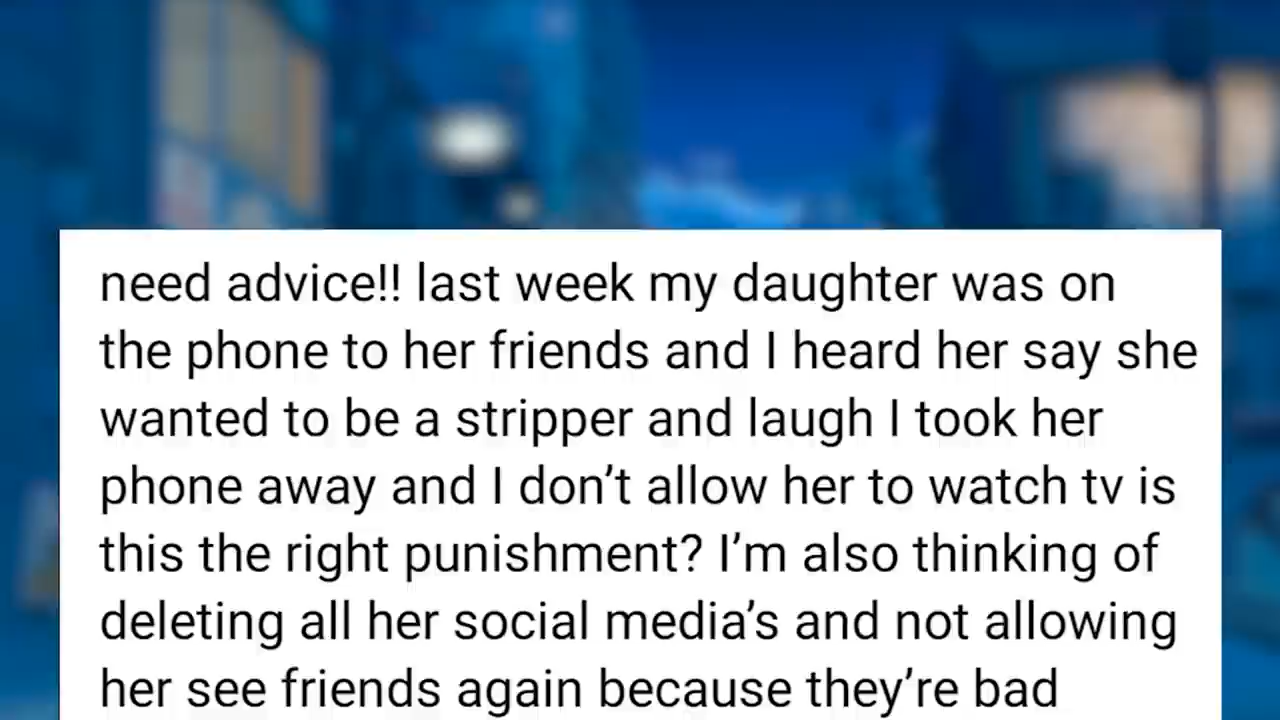 need advice!! last week my daughter was on
the phone to her friends and I heard her say she
wanted to be a stripper and laugh I took her
phone away and I don’t allow her to watch tv is
this the right punishment? I’m also thinking of
deleting all her social media’s and not allowing
her see friends again because they’re bad